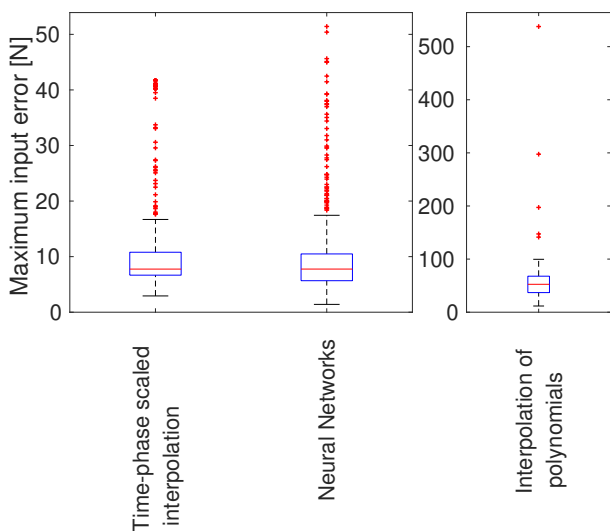 Maximum input error [N]
50
40
30
20
10
0
500
400
300
200
100
0
Time-phase scaled
interpolation
Neural Networks
Interpolation of
polynomials